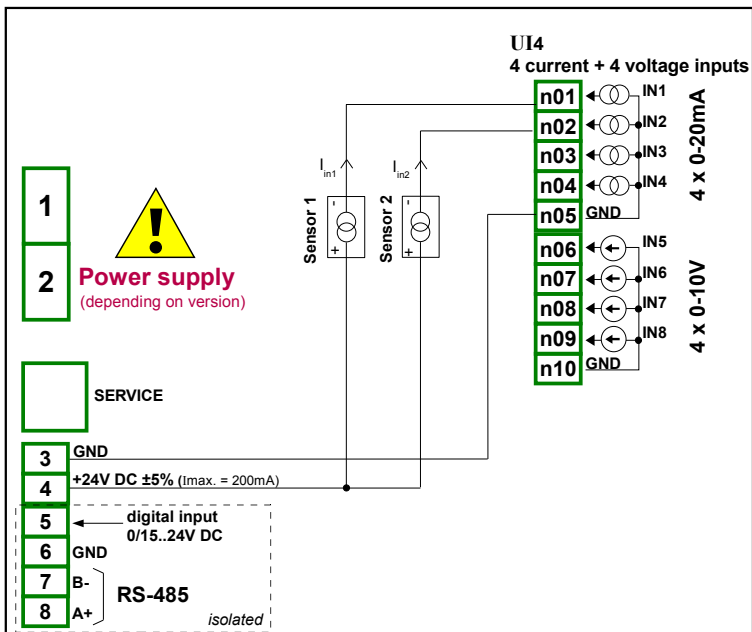 UI4
4 current + 4 voltage inputs
n01
IN1
n02
IN2
n03
IN3
n04
IN4
n05
GND
4 x 0-20mA
n06
IN5
n07
IN6
n08
IN7
n09
IN8
n10
GND
4 x 0-10V
Iin1
Iin2
Sensor 1
-
+
Sensor 2
-
+
1
2
!
Power supply
(depending on version)
SERVICE
3
GND
4
+24V DC ±5% (Imax. = 200mA)
5
digital input
0/15..24V DC
6
GND
7
B-
8
A+
RS-485
isolated